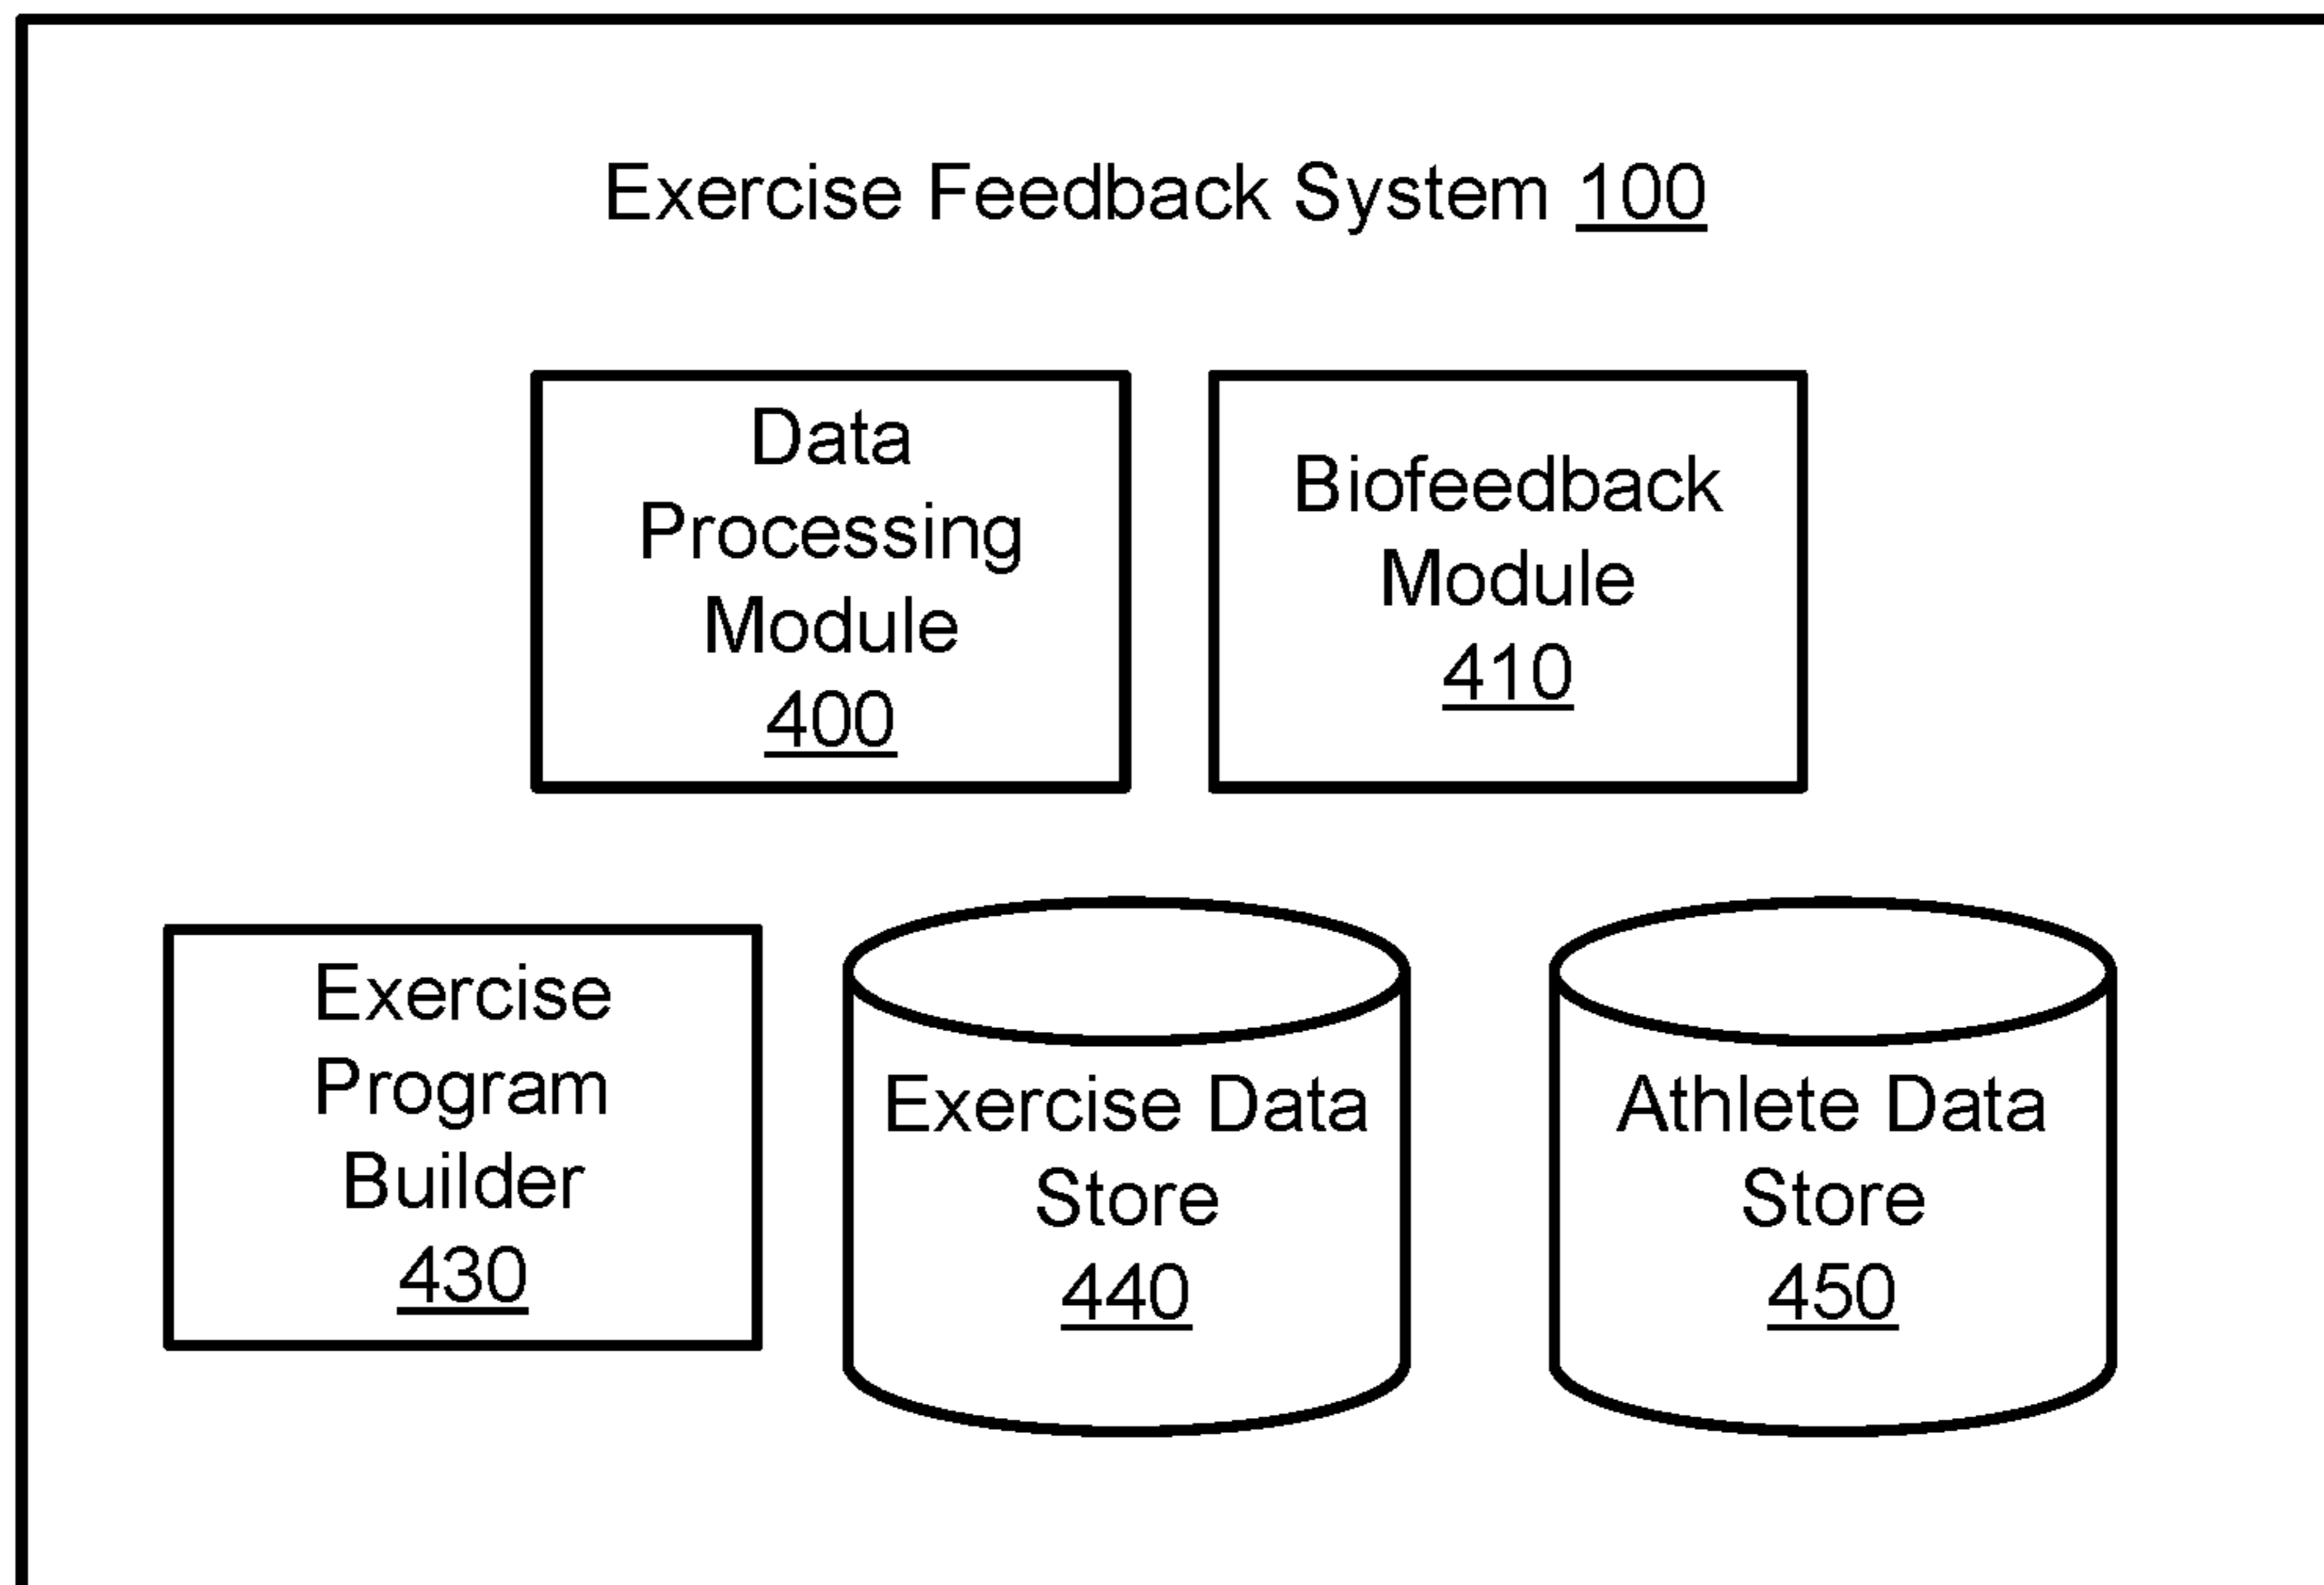 Exercise Feedback System 100
Data
Processing
Module
400
Biofeedback
Module
410
Exercise
Program
Builder
430
Exercise Data
Store
440
Athlete Data
Store
450